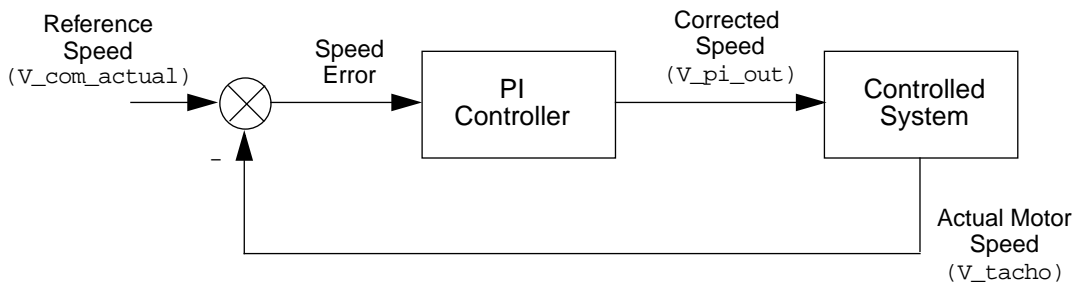 Reference
Speed
(V_com_actual)
Speed
Error
PI
Controller
Corrected
Speed
(V_pi_out)
Controlled
System
-
Actual Motor
Speed
(V_tacho)